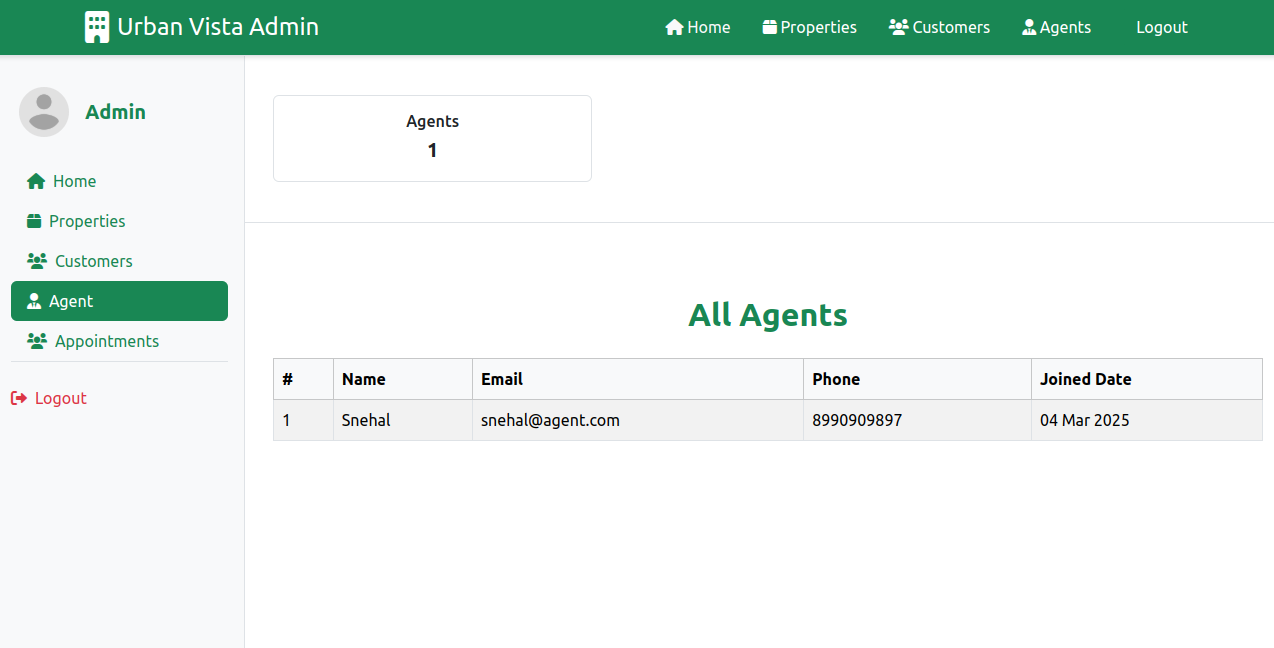 Urban Vista Admin Home Properties Customers Agents Logout
Admin
Home
Properties
Customers
Agent
Appointments
Logout
Agents
1
All Agents
# Name Email Phone Joined Date
1 Snehal snehal@agent.com 8990909897 04 Mar 2025